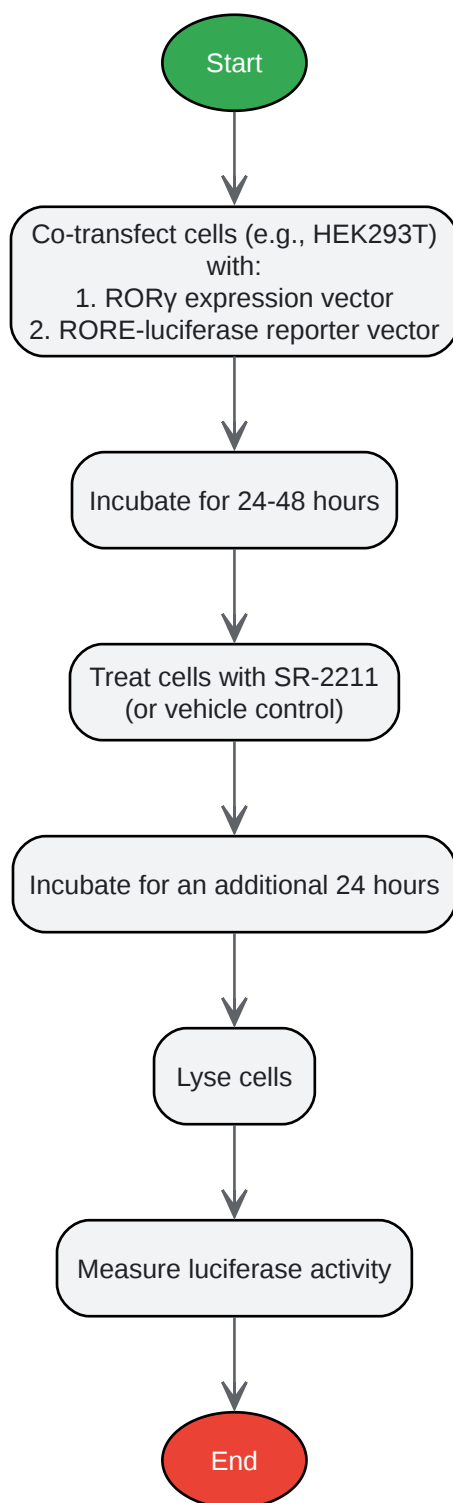 Start
Co-transfect cells (e.g., HEK293T)
with:
1. RORγ expression vector
2. RORE-luciferase reporter vector
Incubate for 24-48 hours
Treat cells with SR-2211
(or vehicle control)
Incubate for an additional 24 hours
Lyse cells
Measure luciferase activity
End